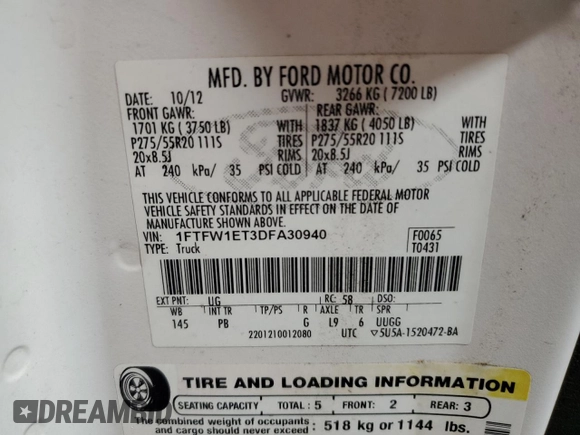 MFD. BY FORD MOTOR CO.
DATE: 10/12 GVWR: 3266 KG ( 7200 LB)
FRONT GAWR: REAR GAWR:
1701 KG ( 3750 LB) WITH 1837 KG ( 4050 LB) WITH
P275/55R20 111S TIRES P275/55R20 111S TIRES
20x8.5J RIMS 20x8.5J RIMS
AT 240 kPa/ 35 PSI COLD AT 240 kPa/ 35 PSI COLD
THIS VEHICLE CONFORMS TO ALL APPLICABLE FEDERAL MOTOR
VEHICLE SAFETY STANDARDS IN EFFECT ON THE DATE OF
MANUFACTURE SHOWN ABOVE.
VIN: 1FTFW1ET3DFA30940 F0065
TYPE: Truck T0431
EXT PNT: UG RC: 58 DSO:
WB INT TR TP/PS R AXLE TR SPR
145 PB G L9 6 UUGG
2201210012080 UTC ▽5U5A-1520472-BA
TIRE AND LOADING INFORMATION
SEATING CAPACITY TOTAL: 5 FRONT: 2 REAR: 3
The combined weight of occupants
and cargo should never exceed: 518 kg or 1144 lbs.